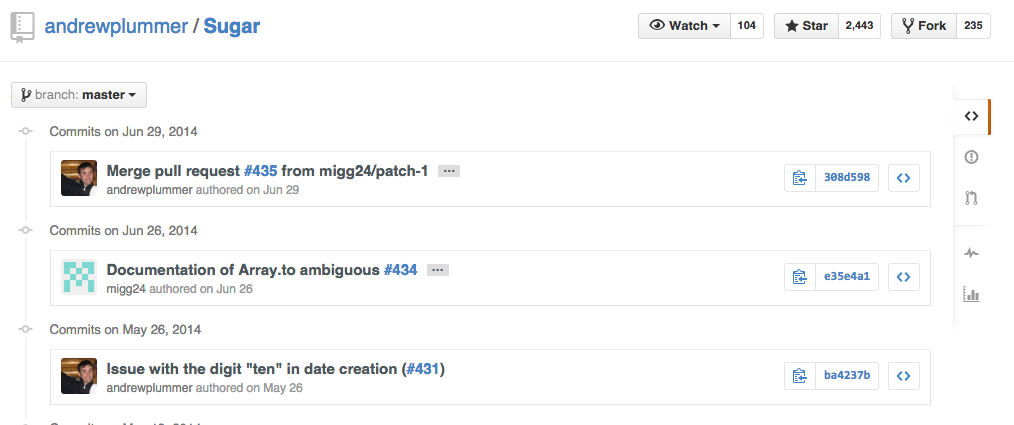 andrewplummer / Sugar
Watch 104 Star 2,443 Fork 235
branch: master
Commits on Jun 29, 2014
Merge pull request #435 from migg24/patch-1 ...
308d598
andrewplummer authored on Jun 29
Commits on Jun 26, 2014
Documentation of Array.to ambiguous #434 ...
e35e4a1
migg24 authored on Jun 26
Commits on May 26, 2014
Issue with the digit "ten" in date creation (#431)
ba4237b
andrewplummer authored on May 26